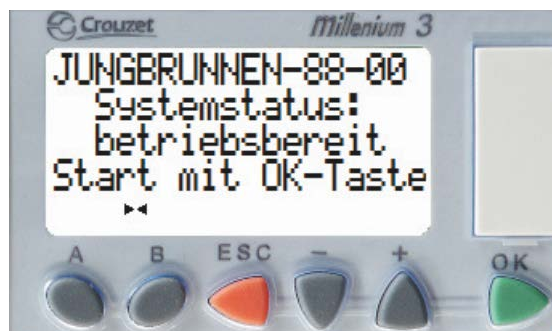 Crouzet Millenium 3
JUNGBRUNNEN-88-00
Systemstatus:
betriebsbereit
Start mit OK-Taste
A B ESC - + OK